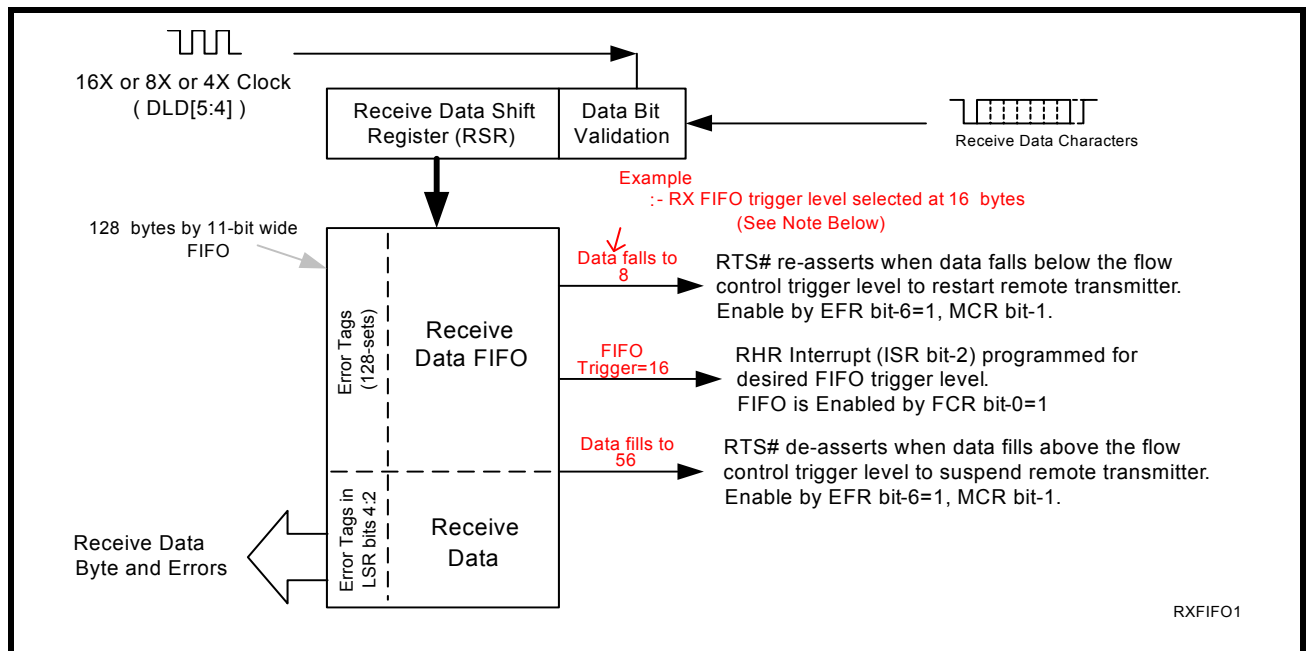 16X or 8X or 4X Clock
( DLD[5:4] )
Receive Data Shift
Register (RSR)
Data Bit
Validation
Receive Data Characters
Example
:- RX FIFO trigger level selected at 16 bytes
(See Note Below)
128 bytes by 11-bit wide
FIFO
Error Tags
(128-sets)
Receive
Data FIFO
Data falls to
8
RTS# re-asserts when data falls below the flow
control trigger level to restart remote transmitter.
Enable by EFR bit-6=1, MCR bit-1.
FIFO
Trigger=16
RHR Interrupt (ISR bit-2) programmed for
desired FIFO trigger level.
FIFO is Enabled by FCR bit-0=1
Data fills to
56
RTS# de-asserts when data fills above the flow
control trigger level to suspend remote transmitter.
Enable by EFR bit-6=1, MCR bit-1.
Error Tags in
LSR bits 4:2
Receive
Data
Receive Data
Byte and Errors
RXFIFO1